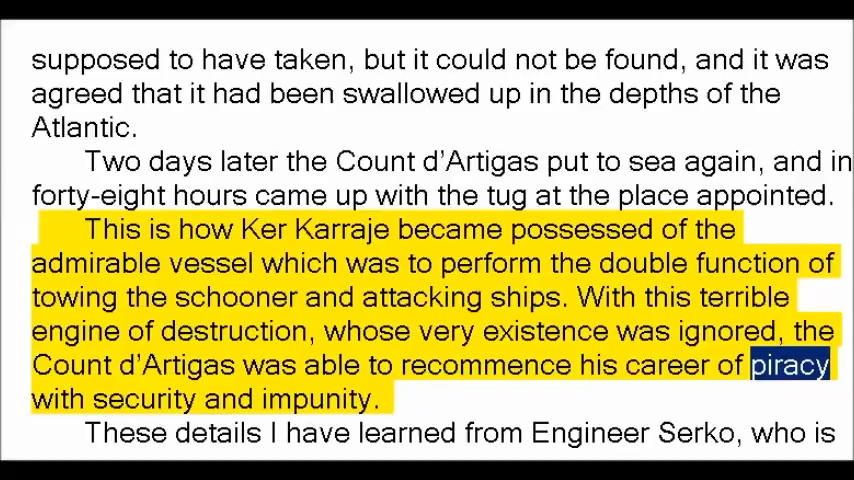 supposed to have taken, but it could not be found, and it was
agreed that it had been swallowed up in the depths of the
Atlantic.
Two days later the Count d’Artigas put to sea again, and in
forty-eight hours came up with the tug at the place appointed.
This is how Ker Karraje became possessed of the
admirable vessel which was to perform the double function of
towing the schooner and attacking ships. With this terrible
engine of destruction, whose very existence was ignored, the
Count d’Artigas was able to recommence his career of piracy
with security and impunity.
These details I have learned from Engineer Serko, who is